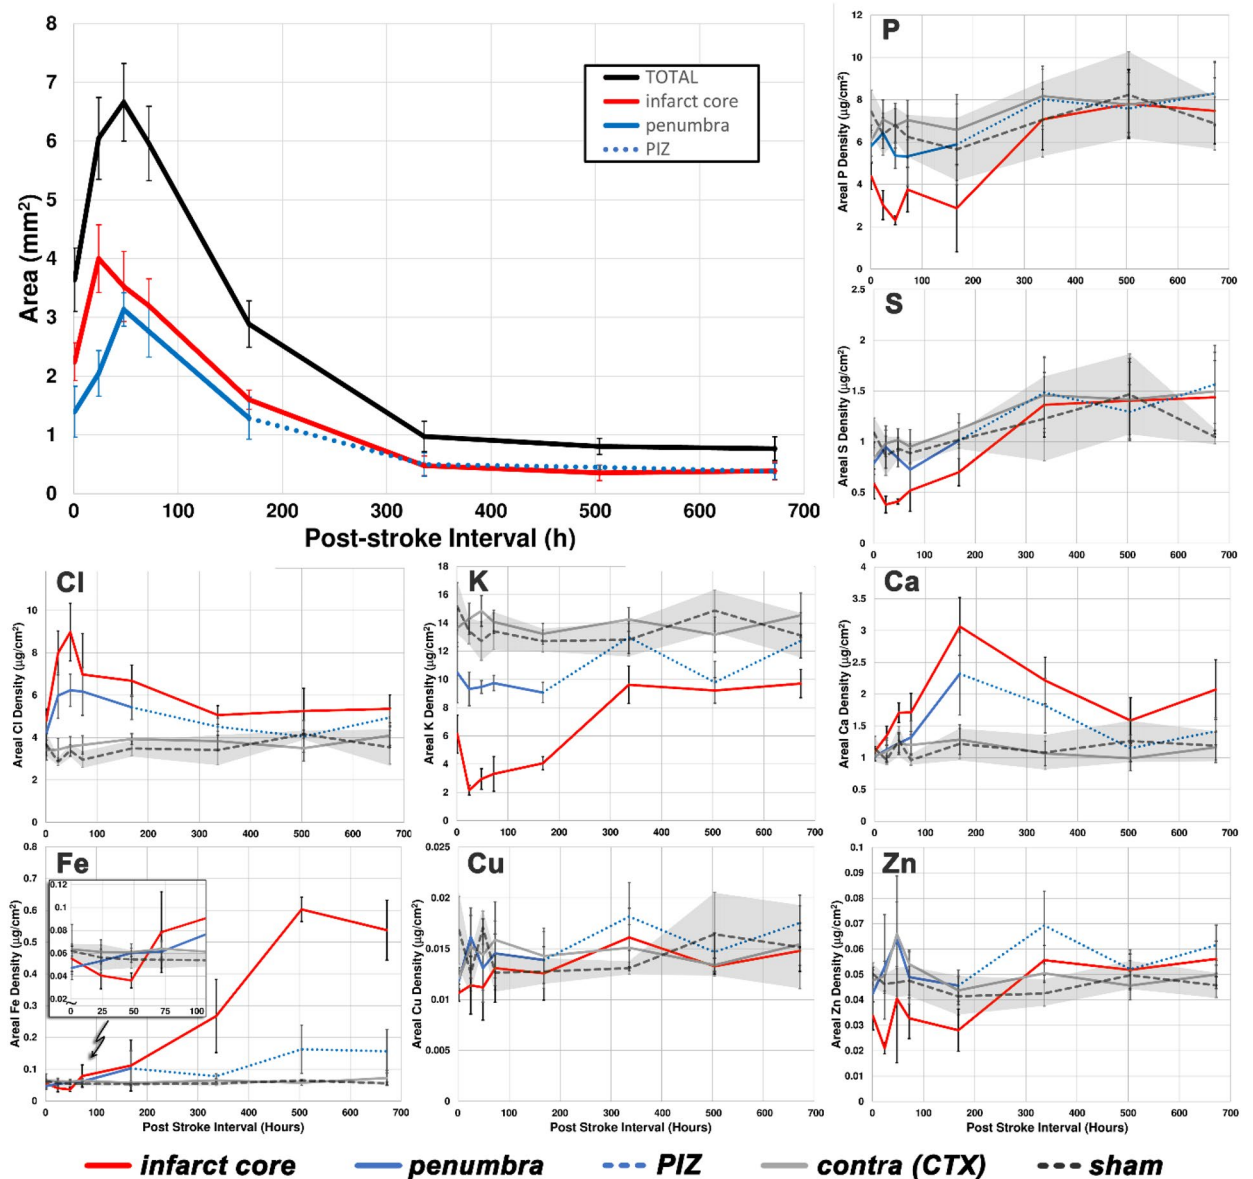 8
7
6
5
4
3
2
1
0
Area (mm²)
TOTAL
infarct core
penumbra
PIZ
0 100 200 300 400 500 600 700
Post-stroke Interval (h)
P
12
10
8
6
4
2
0
Areal P Density (µg/cm²)
0 100 200 300 400 500 600 700
S
2.5
2
1.5
1
0.5
0
Areal S Density (µg/cm²)
0 100 200 300 400 500 600 700
Cl
10
8
6
4
2
0
Areal Cl Density (µg/cm²)
0 100 200 300 400 500 600 700
K
18
16
14
12
10
8
6
4
2
0
Areal K Density (µg/cm²)
0 100 200 300 400 500 600 700
Ca
4
3.5
3
2.5
2
1.5
1
0.5
0
Areal Ca Density (µg/cm²)
0 100 200 300 400 500 600 700
Fe
0.8
0.7
0.6
0.5
0.4
0.3
0.2
0.1
0
Areal Fe Density (µg/cm²)
0.12
0.1
0.08
0.06
0.04
0.02
0 25 50 75 100
0 100 200 300 400 500 600 700
Post Stroke Interval (Hours)
Cu
0.025
0.02
0.015
0.01
0.005
0
Areal Cu Density (µg/cm²)
0 100 200 300 400 500 600 700
Post Stroke Interval (Hours)
Zn
0.1
0.09
0.08
0.07
0.06
0.05
0.04
0.03
0.02
0.01
0
Areal Zn Density (µg/cm²)
0 100 200 300 400 500 600 700
Post Stroke Interval (Hours)
infarct core penumbra PIZ contra (CTX) sham